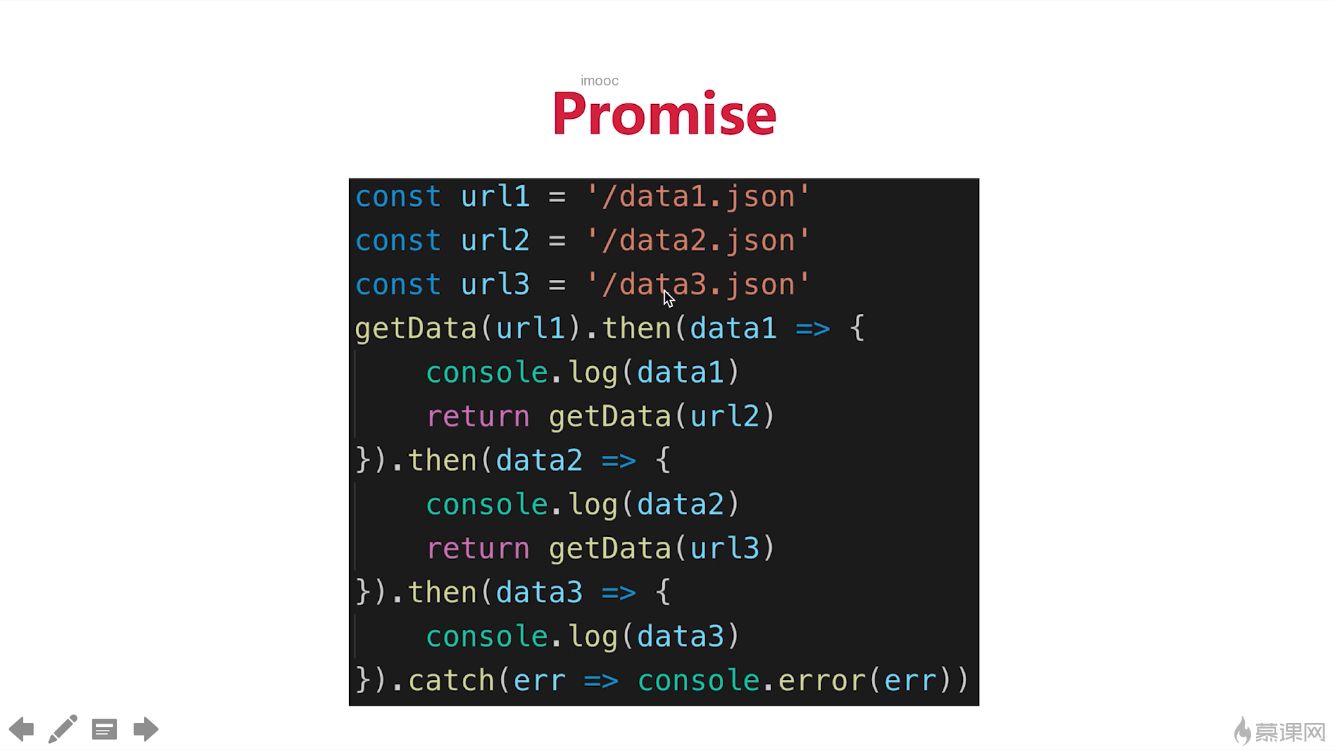 imooc
Promise
const url1 = '/data1.json'
const url2 = '/data2.json'
const url3 = '/data3.json'
getData(url1).then(data1 => {
    console.log(data1)
    return getData(url2)
}).then(data2 => {
    console.log(data2)
    return getData(url3)
}).then(data3 => {
    console.log(data3)
}).catch(err => console.error(err))
慕课网